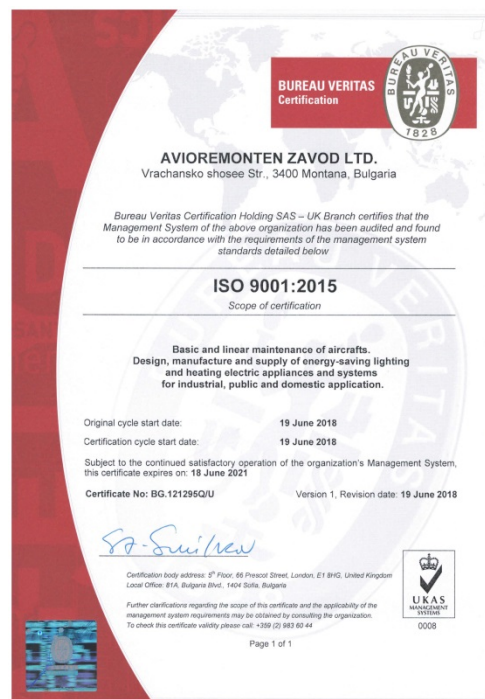 BUREAU VERITAS
Certification
BUREAU VERITAS
1828
AVIOREMONTEN ZAVOD LTD.
Vrachansko shosee Str., 3400 Montana, Bulgaria
Bureau Veritas Certification Holding SAS – UK Branch certifies that the
Management System of the above organization has been audited and found
to be in accordance with the requirements of the management system
standards detailed below
ISO 9001:2015
Scope of certification
Basic and linear maintenance of aircrafts.
Design, manufacture and supply of energy-saving lighting
and heating electric appliances and systems
for industrial, public and domestic application.
Original cycle start date: 19 June 2018
Certification cycle start date: 19 June 2018
Subject to the continued satisfactory operation of the organization's Management System,
this certificate expires on: 18 June 2021
Certificate No: BG.121295Q/U Version 1, Revision date: 19 June 2018
Certification body address: 5th Floor, 66 Prescot Street, London, E1 8HG, United Kingdom
Local Office: 81A, Bulgaria Blvd., 1404 Sofia, Bulgaria
Further clarifications regarding the scope of this certificate and the applicability of the
management system requirements may be obtained by consulting the organization.
To check this certificate validity please call: +359 (2) 983 60 44
UKAS
MANAGEMENT
SYSTEMS
0008
Page 1 of 1